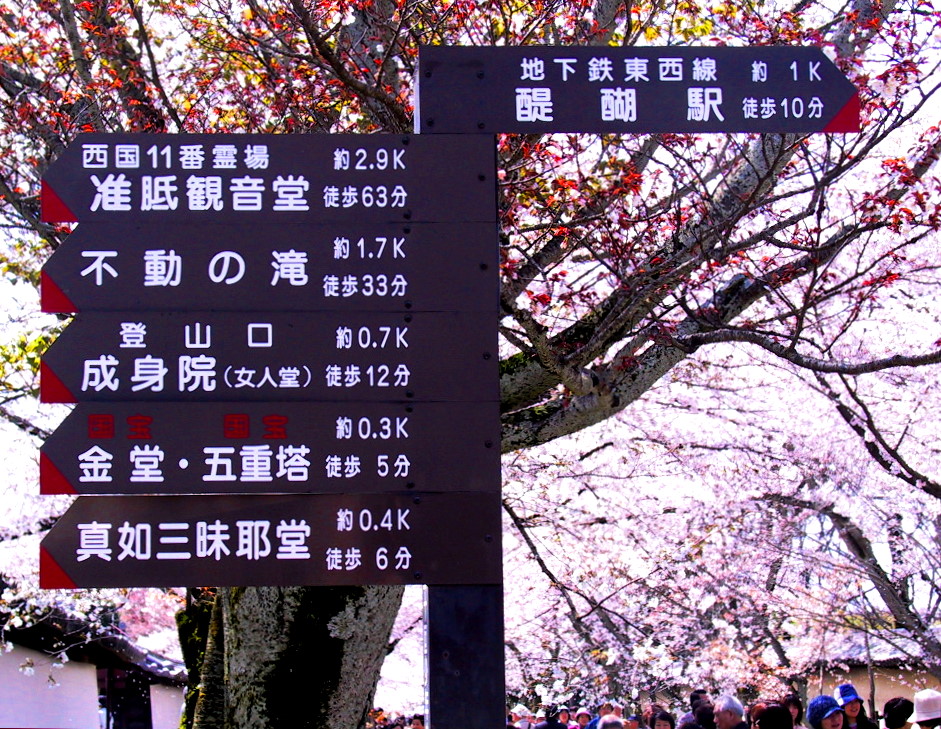 地下鉄東西線 約 1K
醍醐駅 徒歩10分
西国11番霊場 約2.9K
准胝観音堂 徒歩63分
不動の滝 約1.7K
徒歩33分
登山口 約0.7K
成身院(女人堂) 徒歩12分
国宝 国宝 約0.3K
金堂・五重塔 徒歩 5分
真如三昧耶堂 約0.4K
徒歩 6分